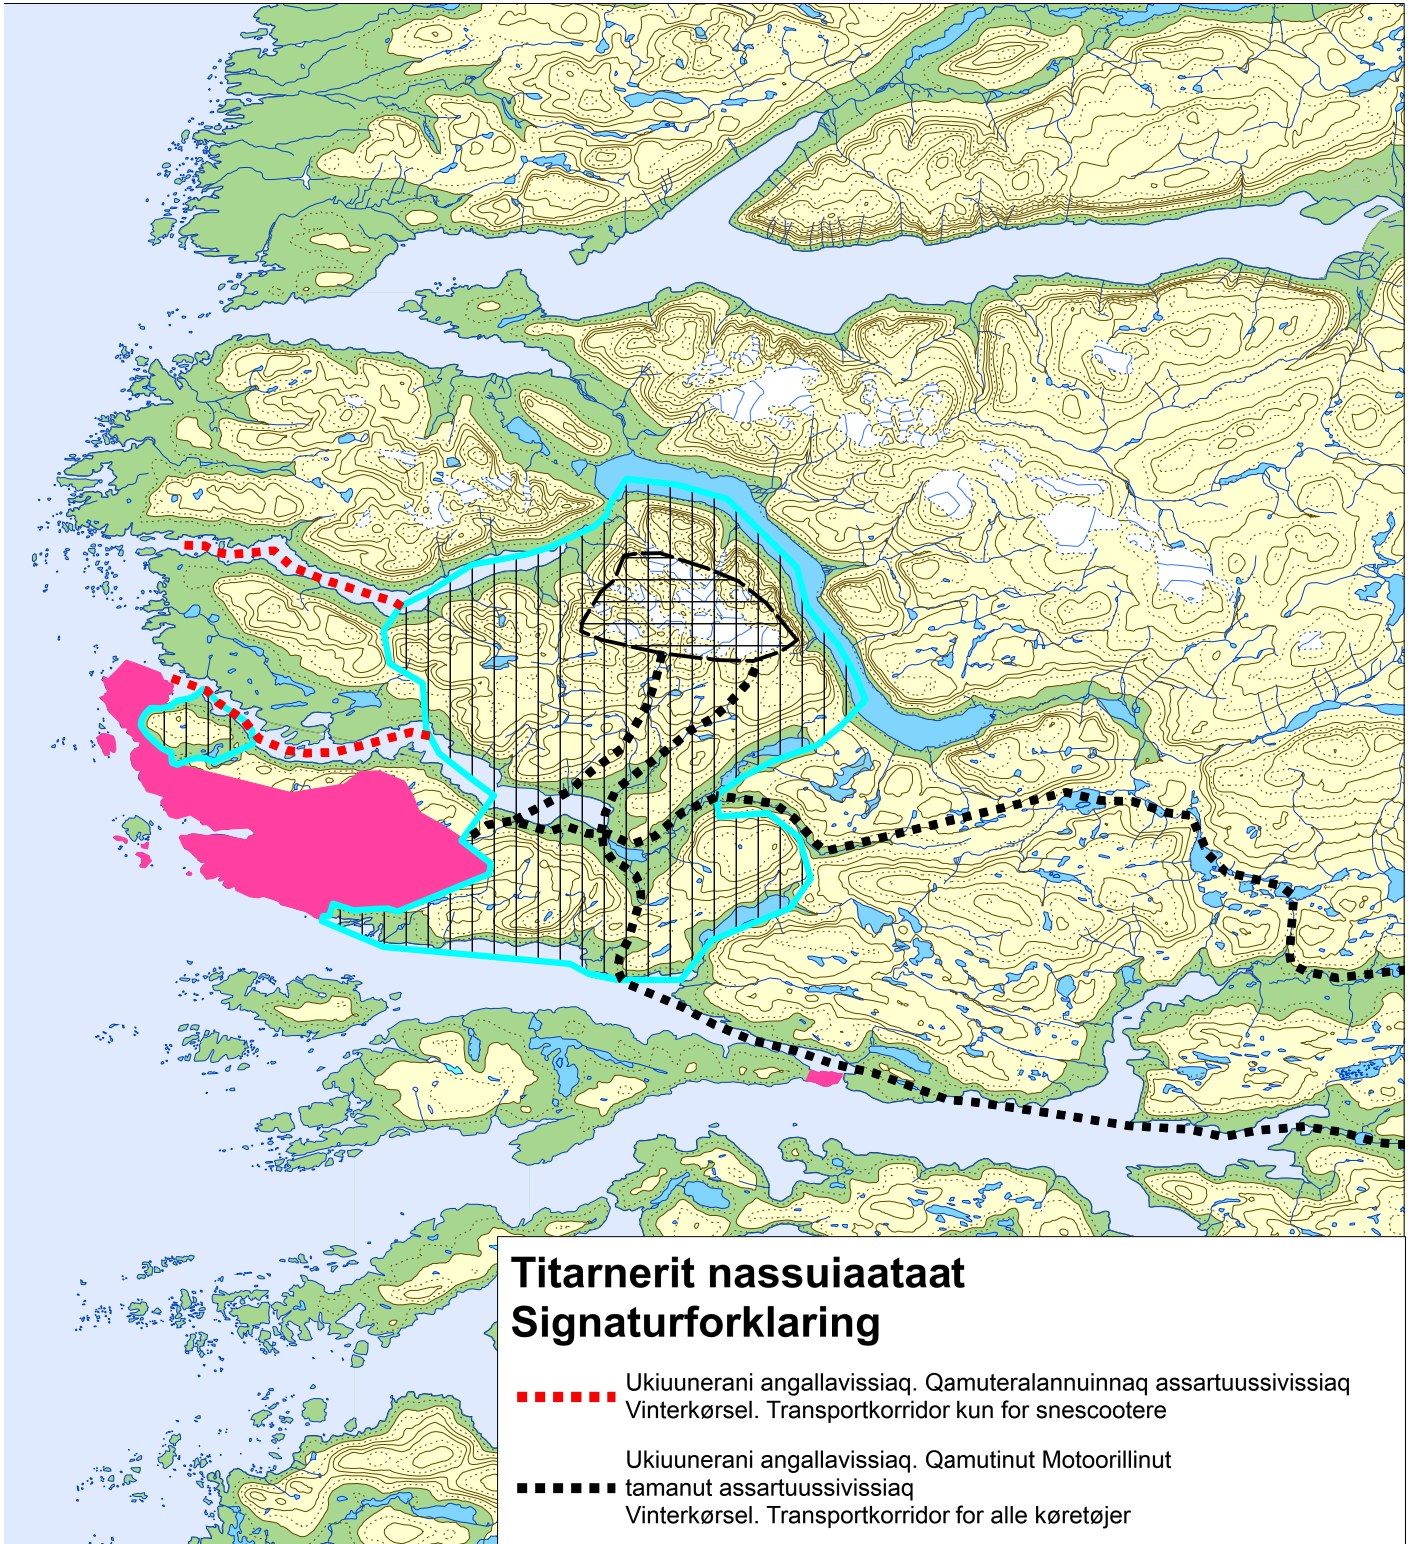 Titarnerit nassuiaataat
Signaturforklaring
Ukiuunerani angallavissiaq. Qamuteralannuinnaq assartuussivissiaq
Vinterkørsel. Transportkorridor kun for snescootere
Ukiuunerani angallavissiaq. Qamutinut Motoorillinut
tamanut assartuussivissiaq
Vinterkørsel. Transportkorridor for alle køretøjer